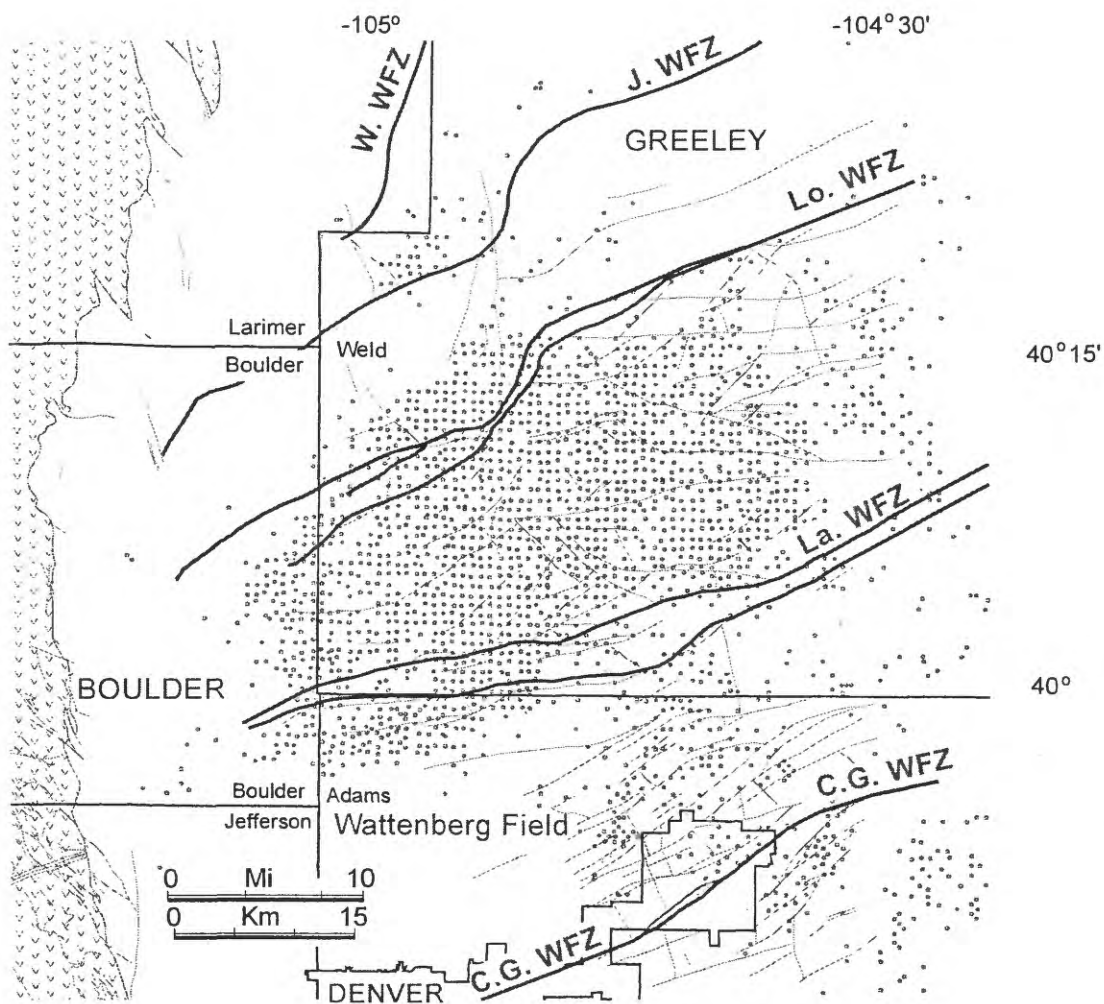 -105°
-104°30'
W. WFZ
J. WFZ
GREELEY
Lo. WFZ
Larimer
Boulder
Weld
40°15'
La. WFZ
BOULDER
40°
C.G. WFZ
Boulder
Jefferson
Adams
Wattenberg Field
0 Mi 10
0 Km 15
C.G. WFZ
DENVER